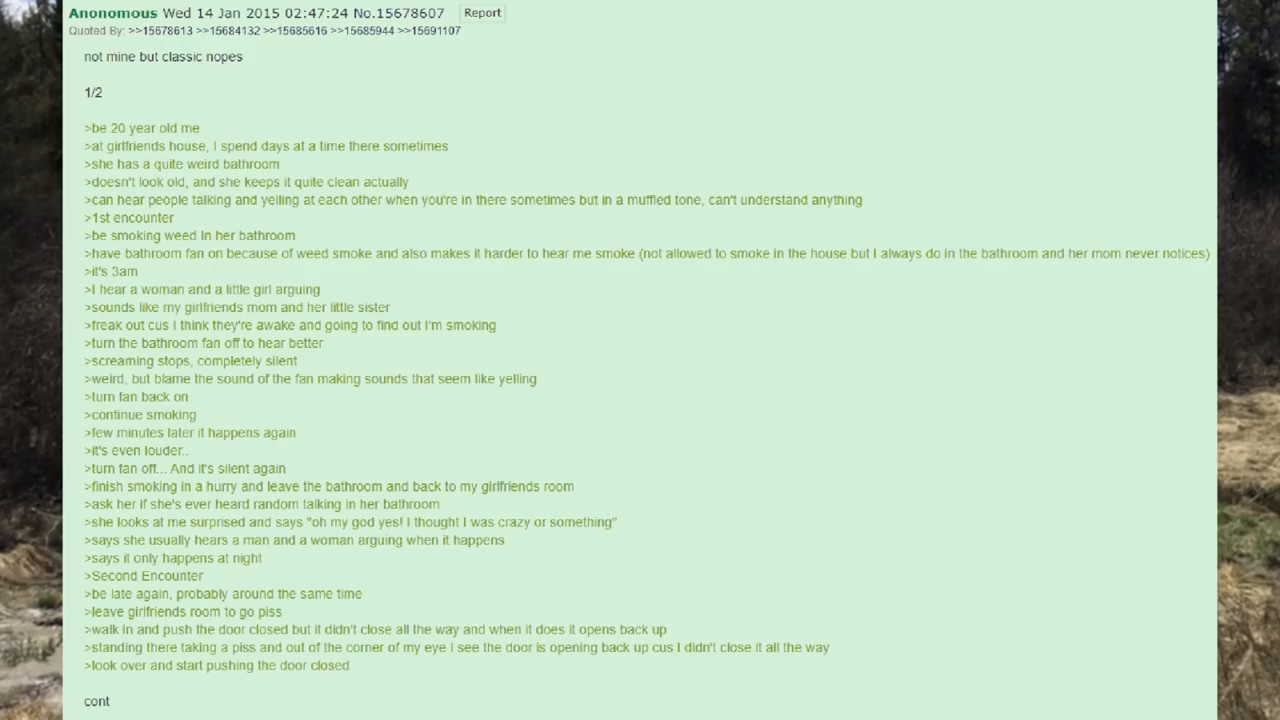 Anonomous Wed 14 Jan 2015 02:47:24 No.15678607 Report
Quoted By: >>15678613 >>15684132 >>15685616 >>15685944 >>15691107
not mine but classic nopes
1/2
>be 20 year old me
>at girlfriends house, I spend days at a time there sometimes
>she has a quite weird bathroom
>doesn't look old, and she keeps it quite clean actually
>can hear people talking and yelling at each other when you're in there sometimes but in a muffled tone, can't understand anything
>1st encounter
>be smoking weed In her bathroom
>have bathroom fan on because of weed smoke and also makes it harder to hear me smoke (not allowed to smoke in the house but I always do in the bathroom and her mom never notices)
>it's 3am
>I hear a woman and a little girl arguing
>sounds like my girlfriends mom and her little sister
>freak out cus I think they're awake and going to find out I'm smoking
>turn the bathroom fan off to hear better
>screaming stops, completely silent
>weird, but blame the sound of the fan making sounds that seem like yelling
>turn fan back on
>continue smoking
>few minutes later it happens again
>it's even louder..
>turn fan off... And it's silent again
>finish smoking in a hurry and leave the bathroom and back to my girlfriends room
>ask her if she's ever heard random talking in her bathroom
>she looks at me surprised and says "oh my god yes! I thought I was crazy or something"
>says she usually hears a man and a woman arguing when it happens
>says it only happens at night
>Second Encounter
>be late again, probably around the same time
>leave girlfriends room to go piss
>walk in and push the door closed but it didn't close all the way and when it does it opens back up
>standing there taking a piss and out of the corner of my eye I see the door is opening back up cus I didn't close it all the way
>look over and start pushing the door closed
cont